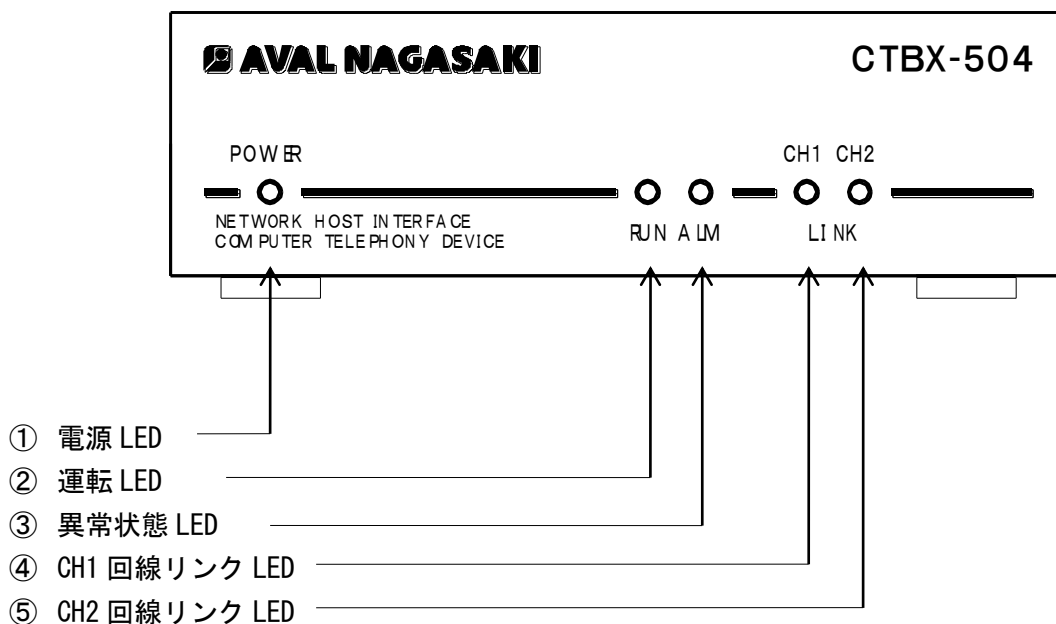 AVAL NAGASAKI CTBX-504
POWER CH1 CH2
NETWORK HOST INTERFACE
COMPUTER TELEPHONY DEVICE
RUN ALM LINK
① 電源 LED
② 運転 LED
③ 異常状態 LED
④ CH1 回線リンク LED
⑤ CH2 回線リンク LED